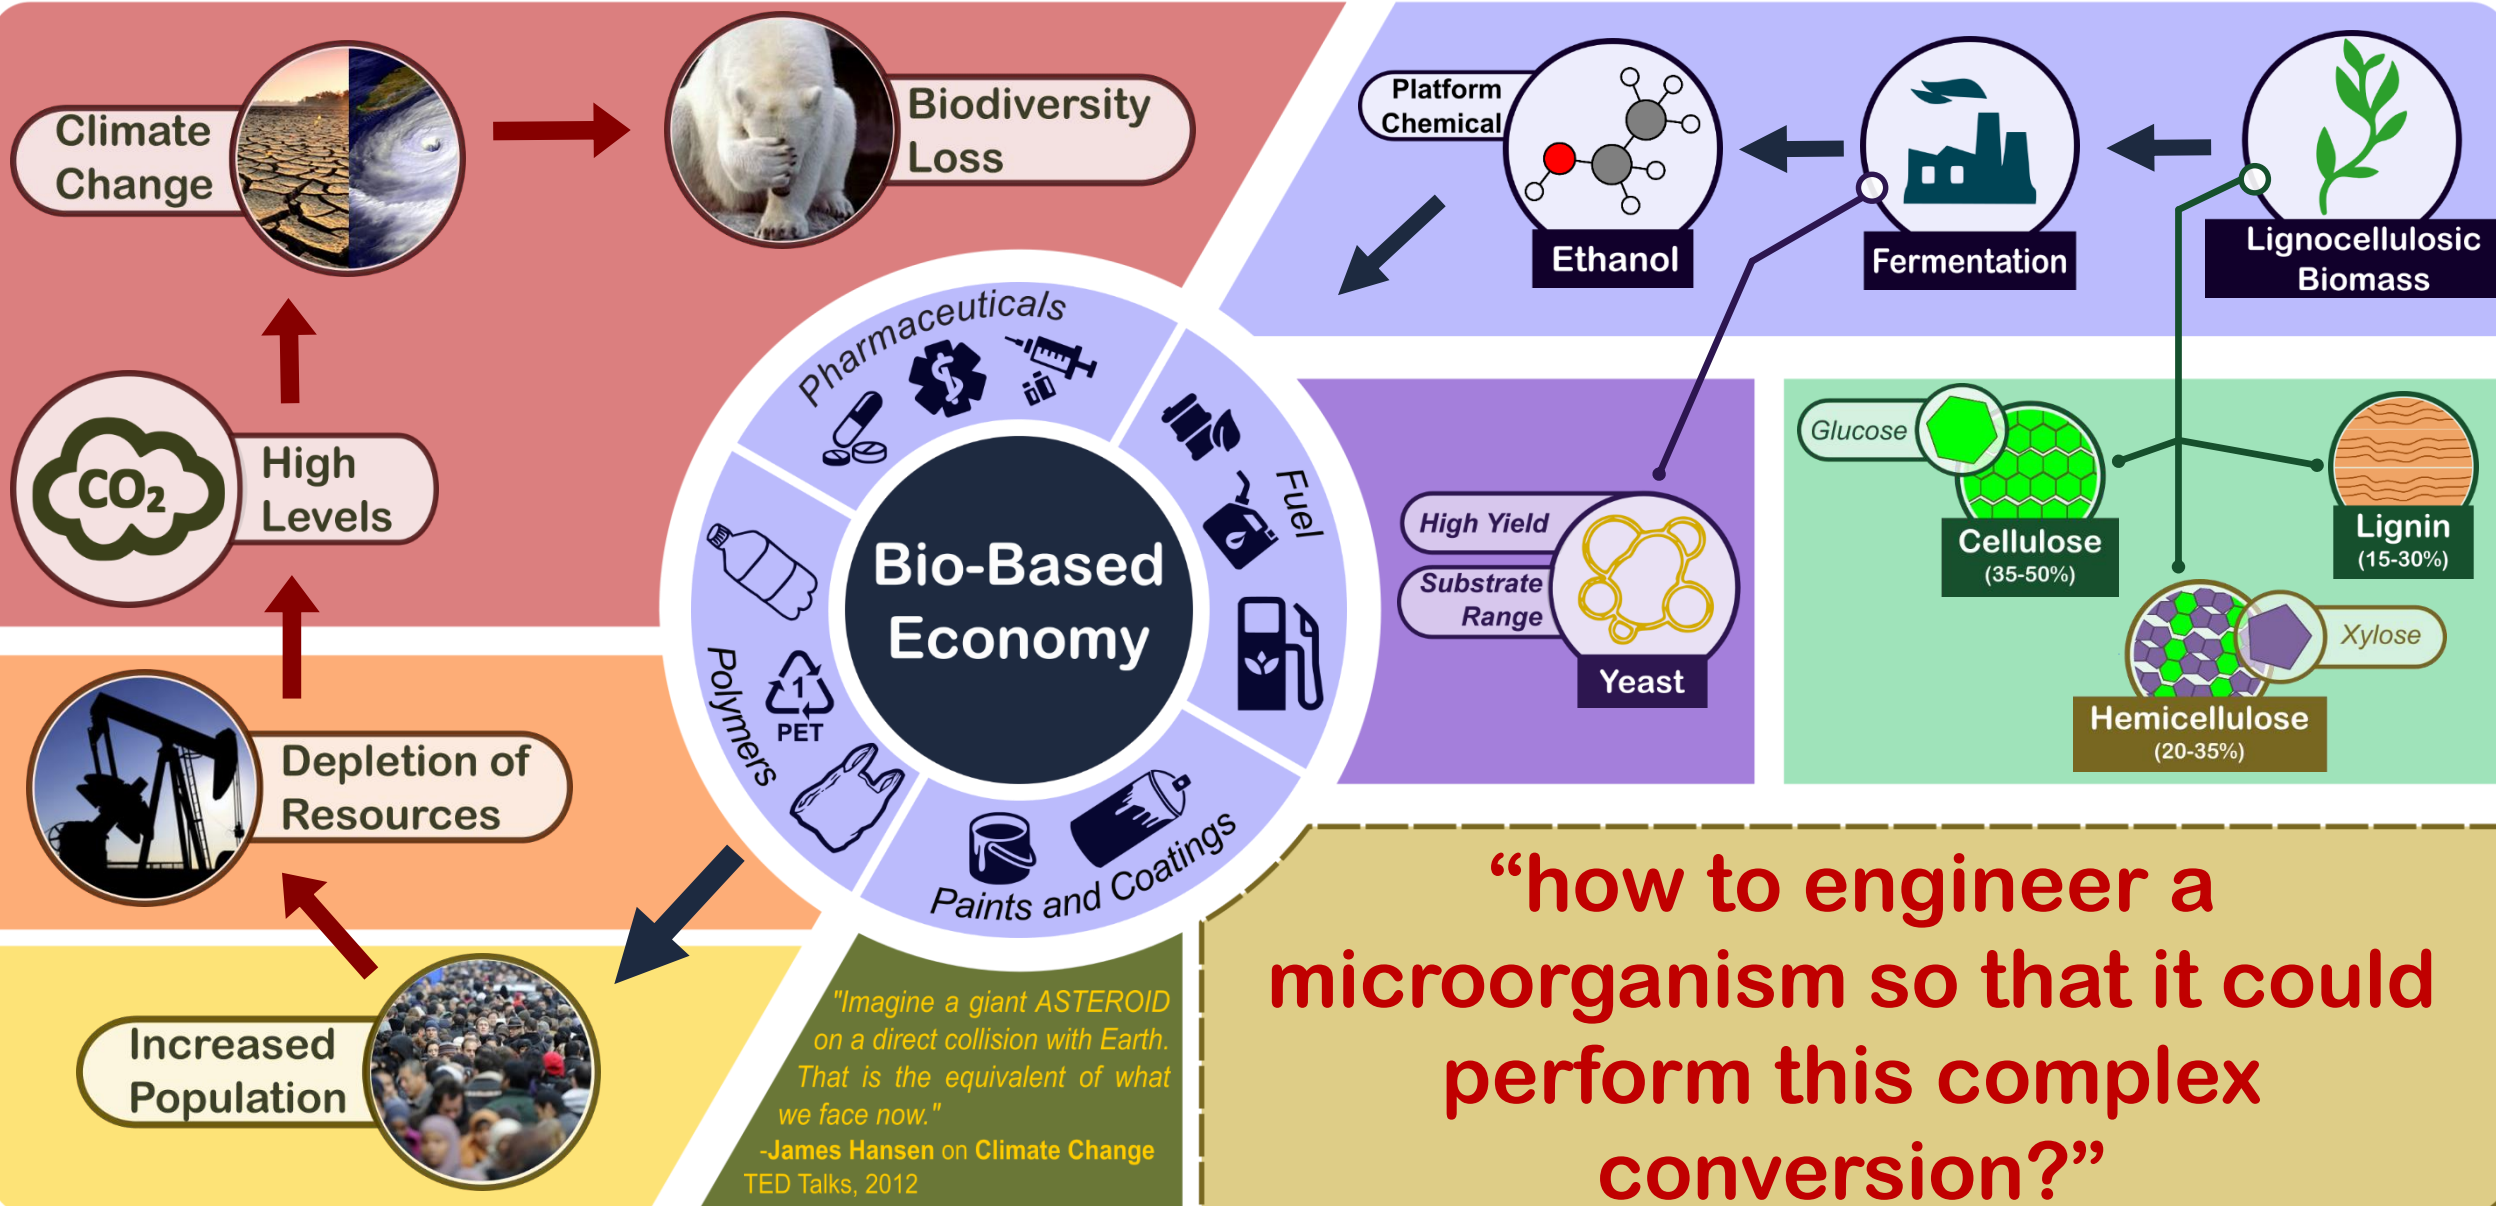 Climate
Change
Biodiversity
Loss
CO2
High
Levels
Depletion of
Resources
Increased
Population
Pharmaceuticals
Fuel
Polymers
1
PET
Paints and Coatings
Bio-Based
Economy
Platform
Chemical
Ethanol
Fermentation
Lignocellulosic
Biomass
High Yield
Substrate
Range
Yeast
Glucose
Cellulose
(35-50%)
Lignin
(15-30%)
Xylose
Hemicellulose
(20-35%)
"Imagine a giant ASTEROID
on a direct collision with Earth.
That is the equivalent of what
we face now."
-James Hansen on Climate Change
TED Talks, 2012
“how to engineer a
microorganism so that it could
perform this complex
conversion?”